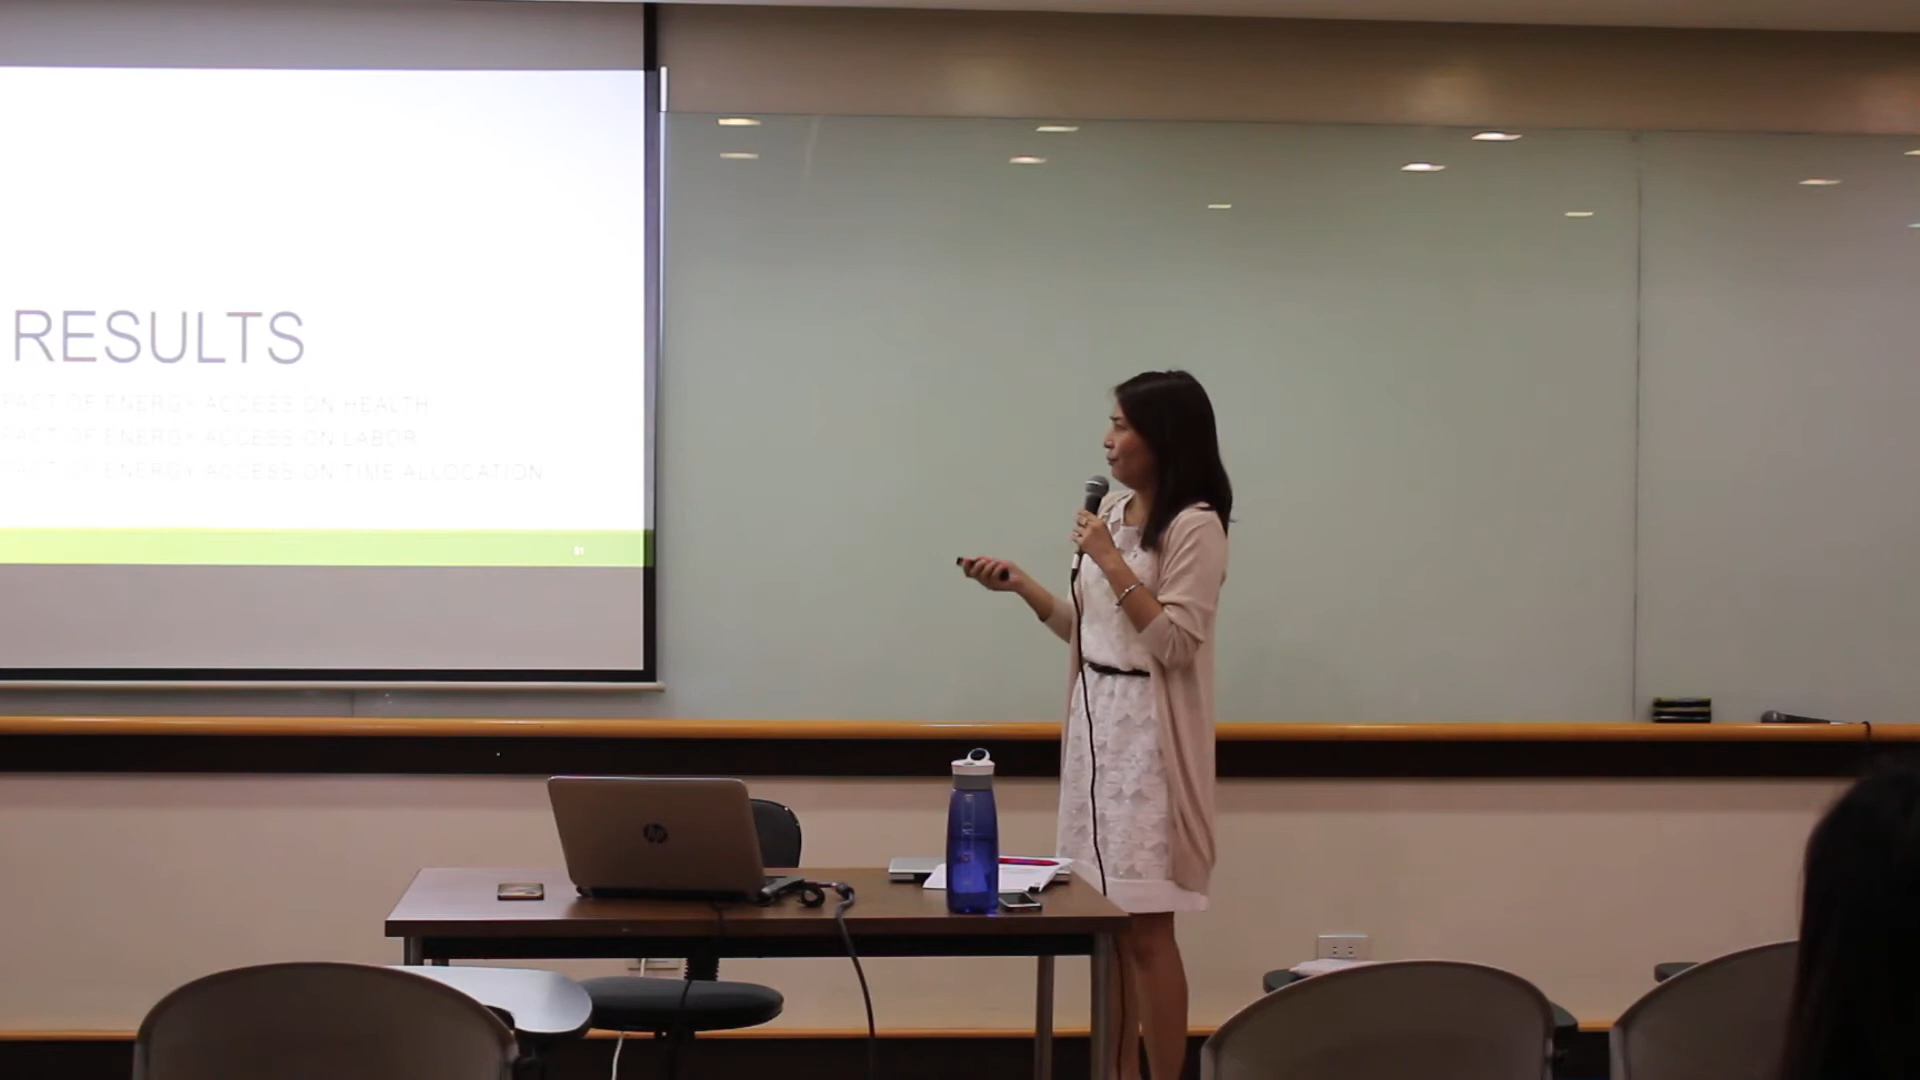 RESULTS
PACT OF ENERGY ACCESS ON HEALTH
PACT OF ENERGY ACCESS ON LABOR
PACT OF ENERGY ACCESS ON TIME ALLOCATION
hp